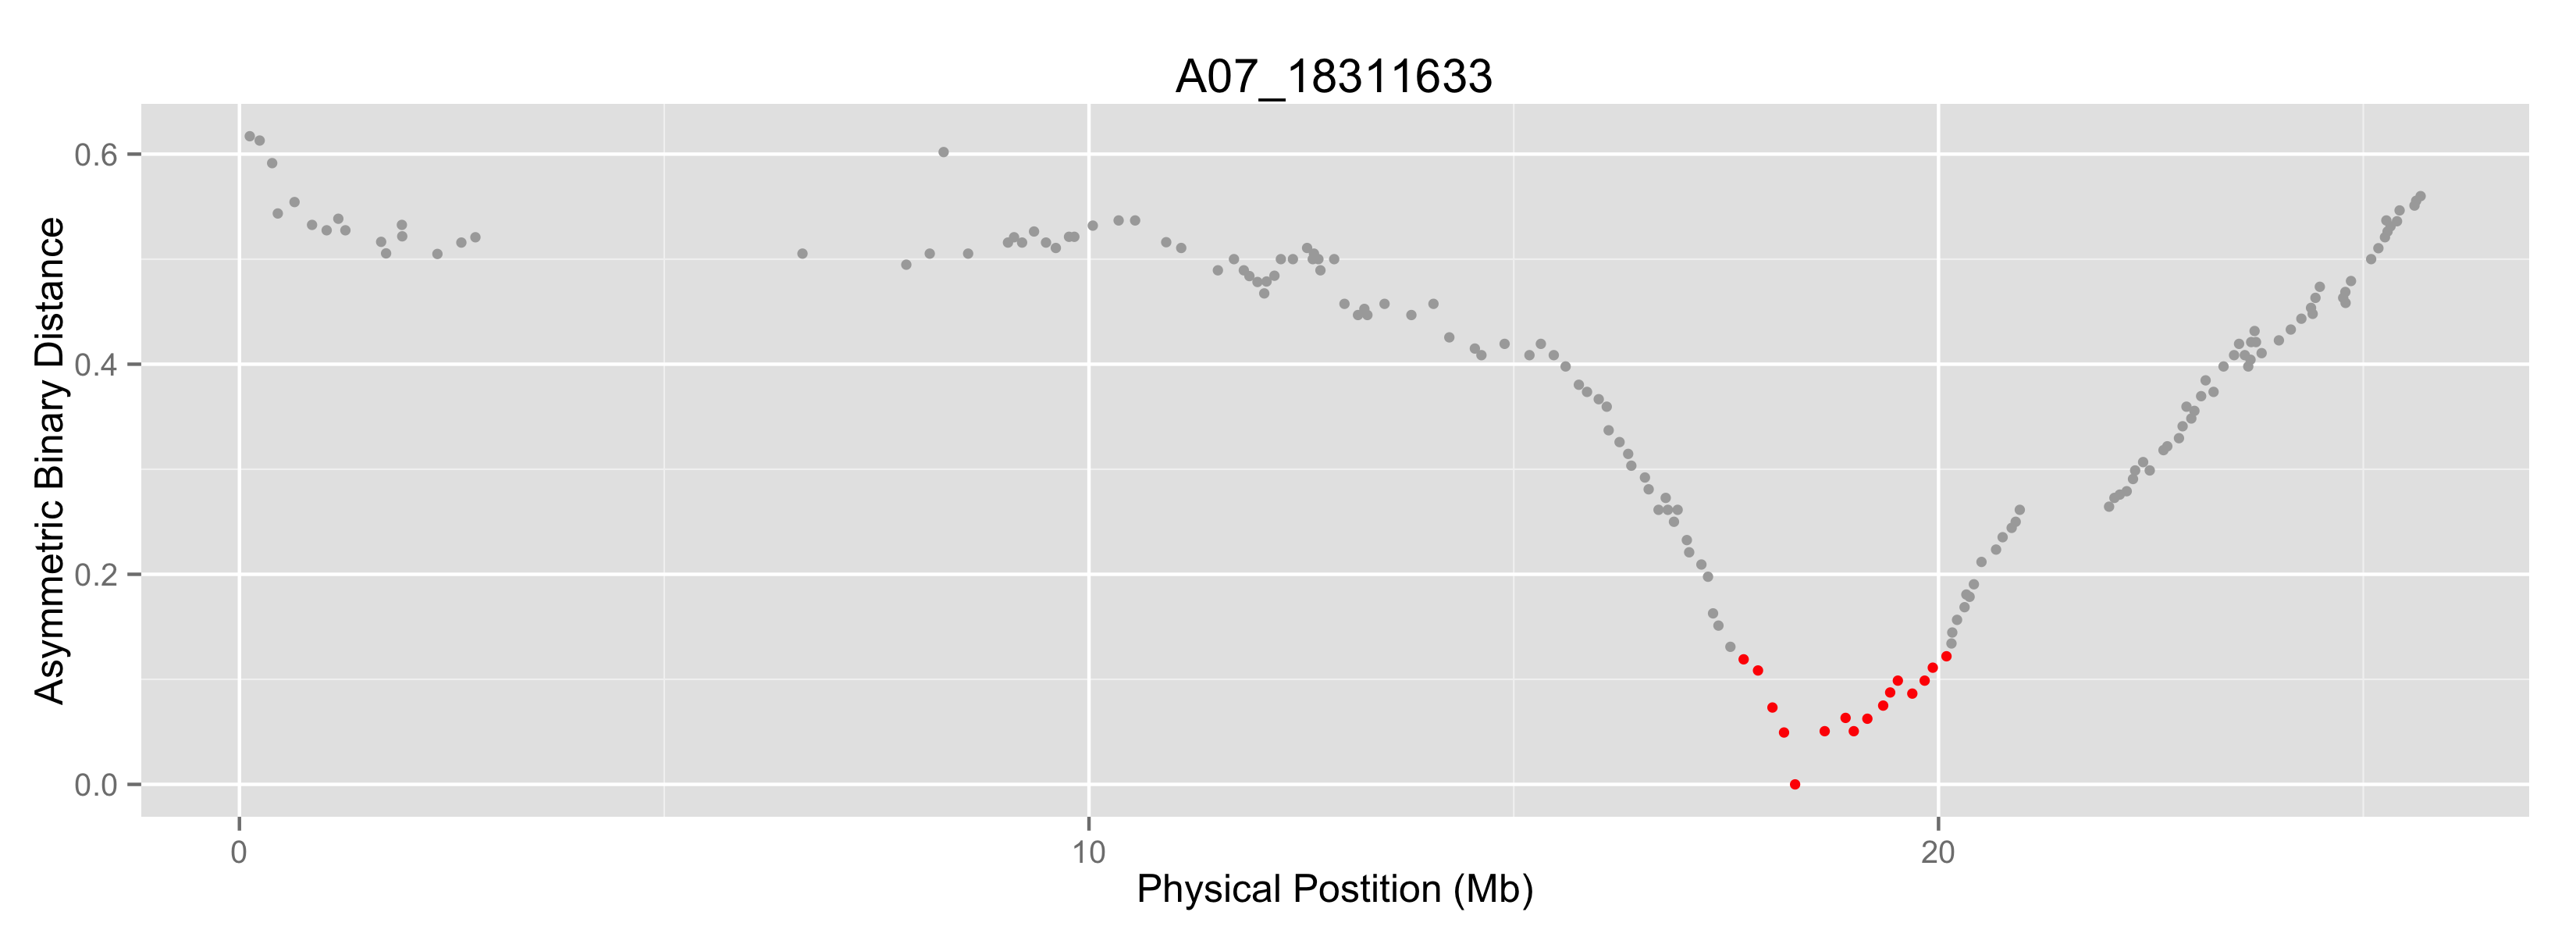 A07_18311633
Asymmetric Binary Distance
0.6
0.4
0.2
0.0
0 10 20
Physical Postition (Mb)